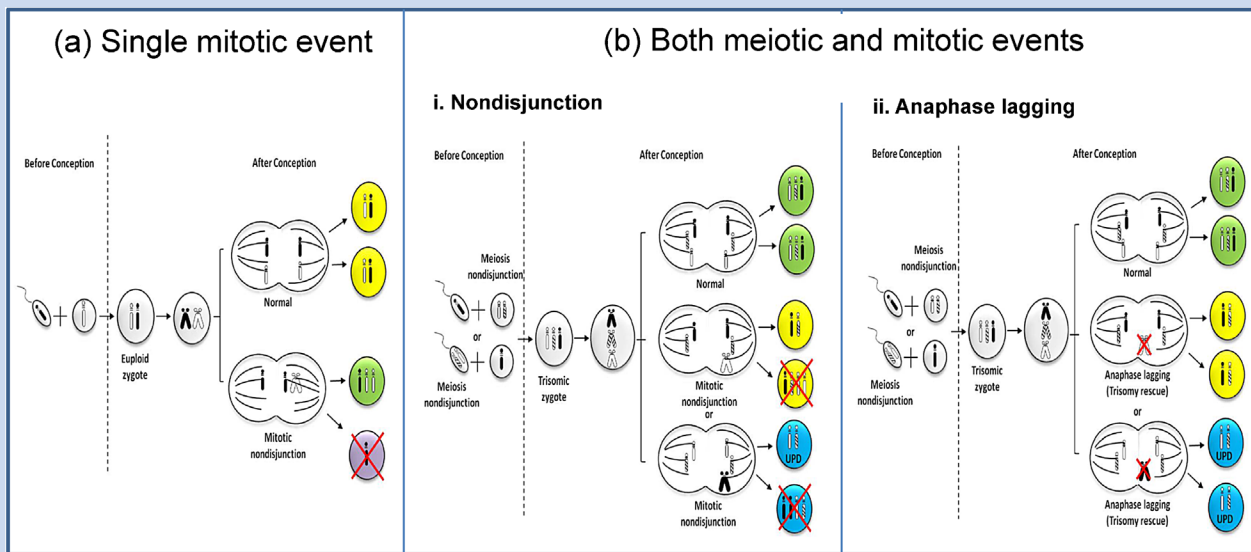 (a) Single mitotic event
Before Conception
After Conception
Euploid
zygote
Normal
Mitotic
nondisjunction
(b) Both meiotic and mitotic events
i. Nondisjunction
Before Conception
After Conception
Meiosis
nondisjunction
or
Meiosis
nondisjunction
Trisomic
zygote
Normal
Mitotic nondisjunction
or
UPD
Mitotic
nondisjunction
ii. Anaphase lagging
Before Conception
After Conception
Meiosis
nondisjunction
or
Meiosis
nondisjunction
Trisomic
zygote
Normal
Anaphase lagging
(Trisomy rescue)
or
UPD
UPD
Anaphase lagging
(Trisomy rescue)